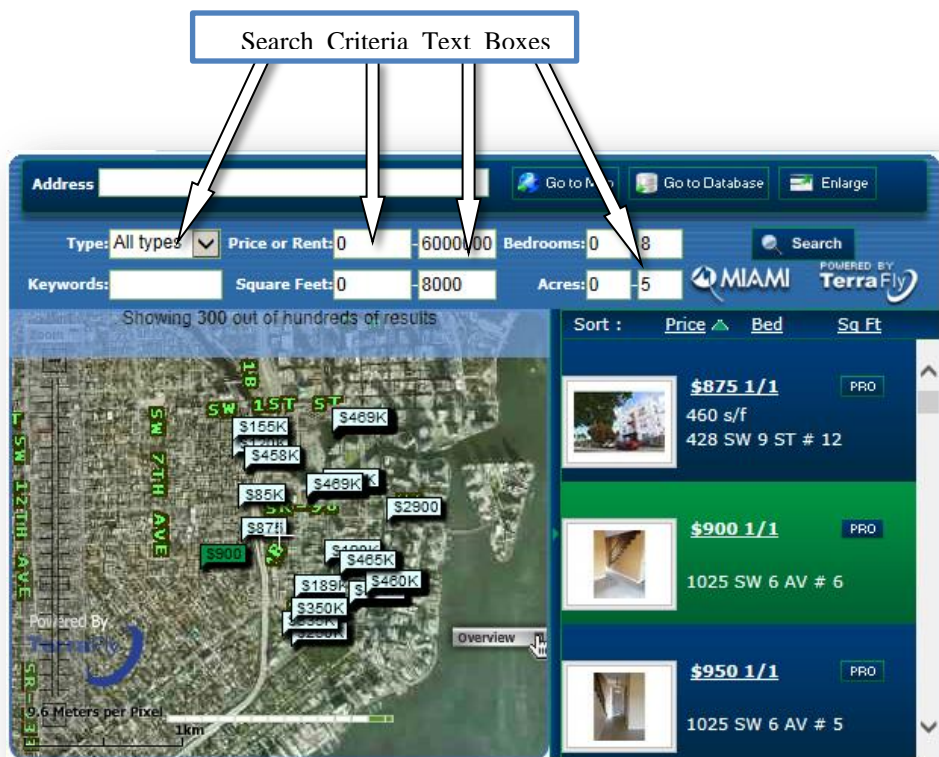 Search Criteria Text Boxes
Address Go to Map Go to Database Enlarge
Type: All types Price or Rent: 0 - 6000000 Bedrooms: 0 8 Search
Keywords: Square Feet: 0 - 8000 Acres: 0 - 5 MIAMI POWERED BY TerraFly
Showing 300 out of hundreds of results
Zoom
Sort : Price Bed Sq Ft
$875 1/1 PRO
460 s/f
428 SW 9 ST # 12
$900 1/1 PRO
1025 SW 6 AV # 6
$950 1/1 PRO
1025 SW 6 AV # 5
SW 1ST ST
SW 7TH AVE
SW 12TH AVE
$469K
$155K
$458K
$469K
$85K
$2900
$875
$900
$465K
$189K
$460K
$350K
Overview
Powered By
TerraFly
9.6 Meters per Pixel
1km